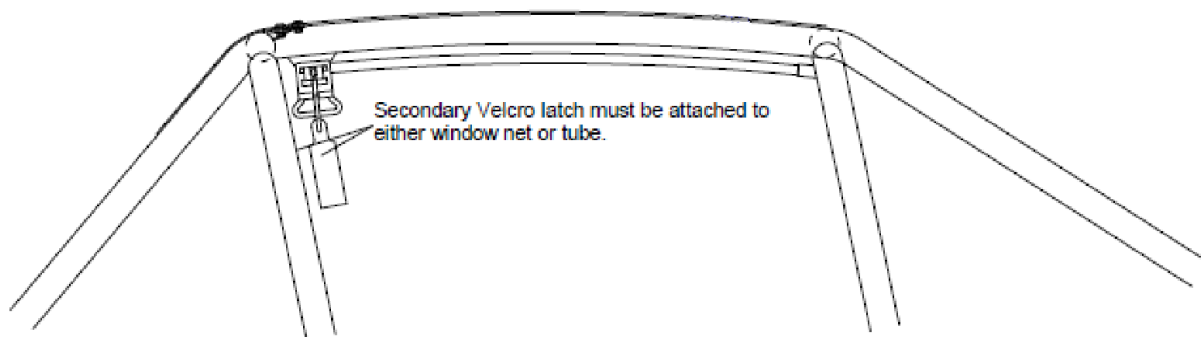 Secondary Velcro latch must be attached to
either window net or tube.